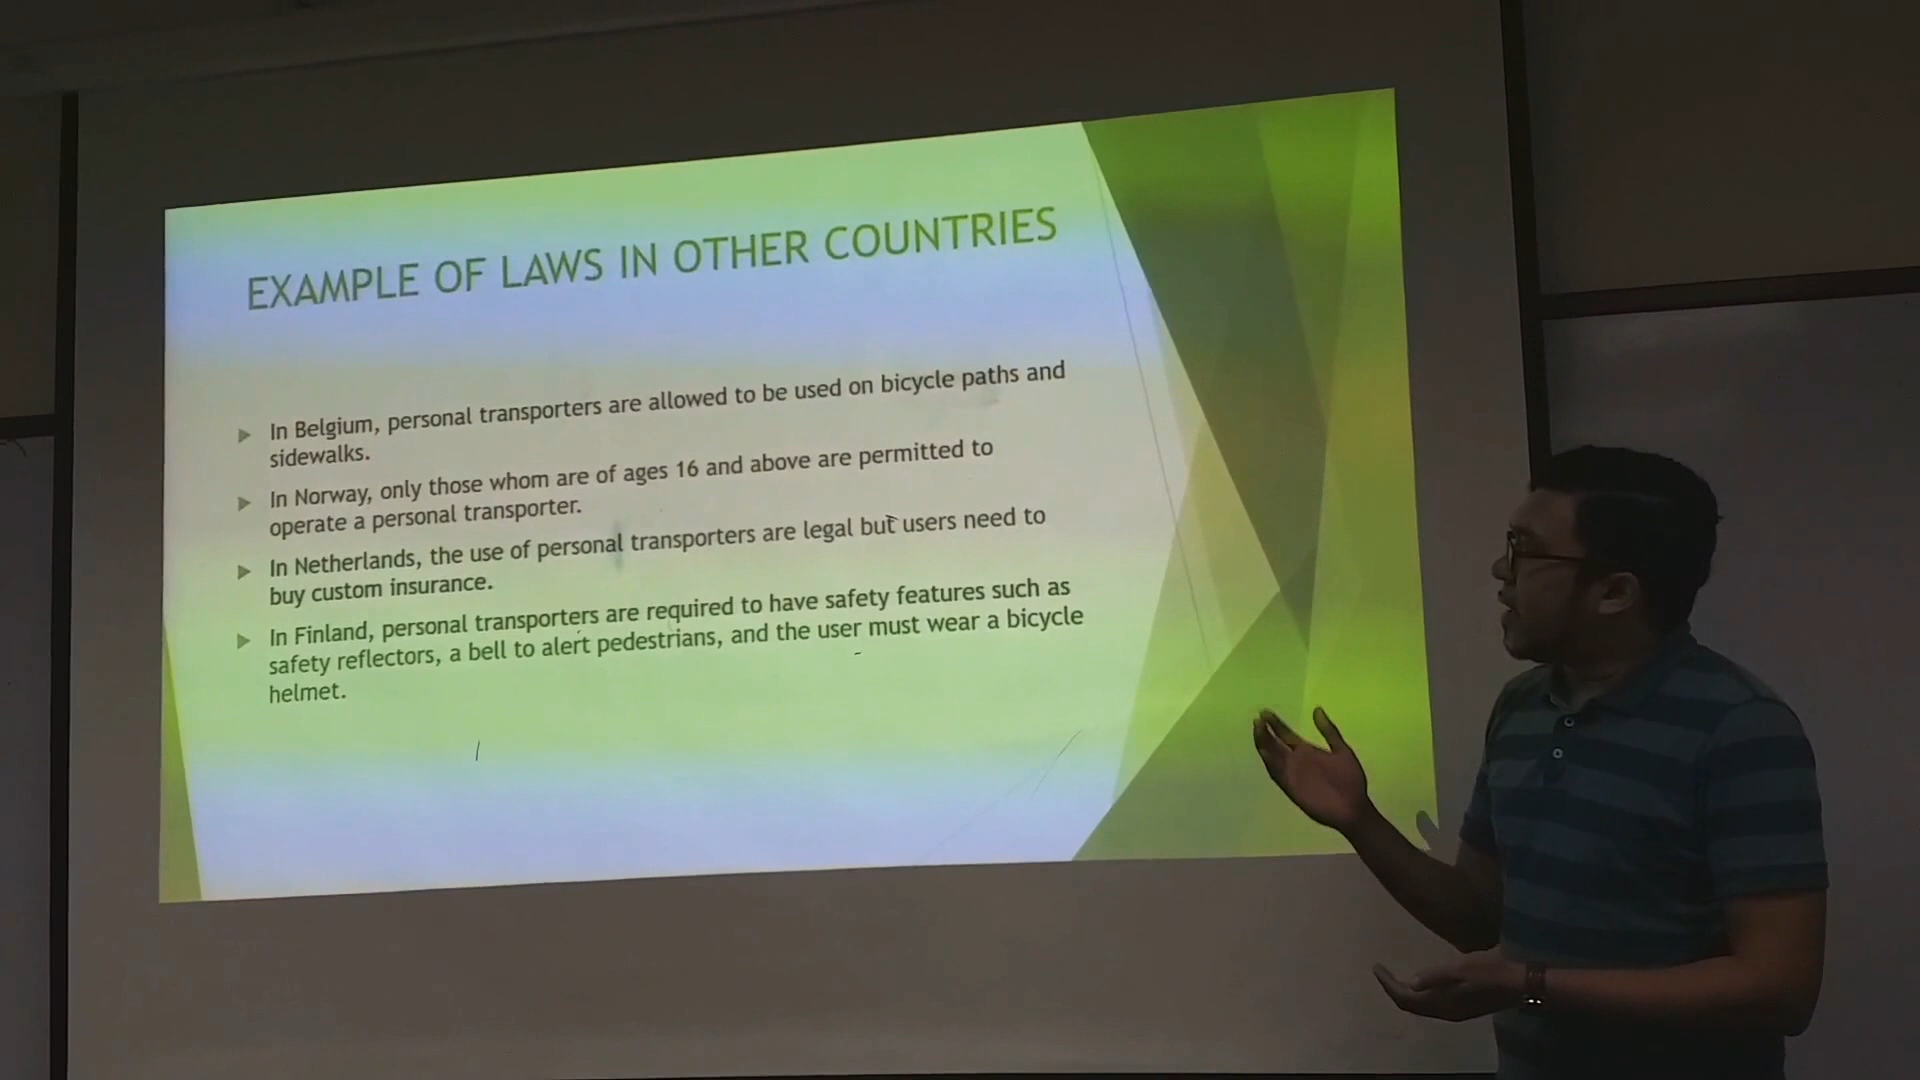 EXAMPLE OF LAWS IN OTHER COUNTRIES
In Belgium, personal transporters are allowed to be used on bicycle paths and
sidewalks.
In Norway, only those whom are of ages 16 and above are permitted to
operate a personal transporter.
In Netherlands, the use of personal transporters are legal but users need to
buy custom insurance.
In Finland, personal transporters are required to have safety features such as
safety reflectors, a bell to alert pedestrians, and the user must wear a bicycle
helmet.